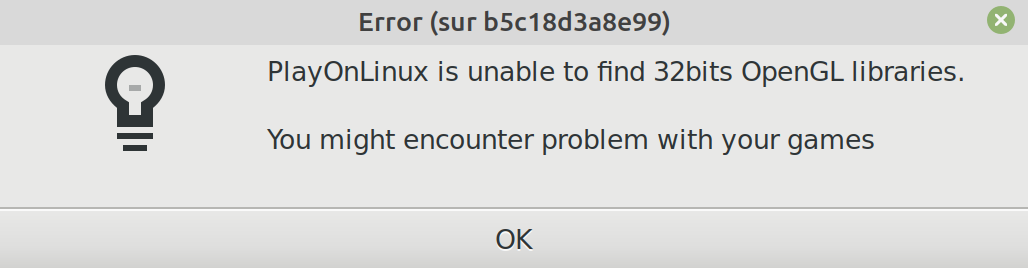 Error (sur b5c18d3a8e99)
PlayOnLinux is unable to find 32bits OpenGL libraries.
You might encounter problem with your games
OK